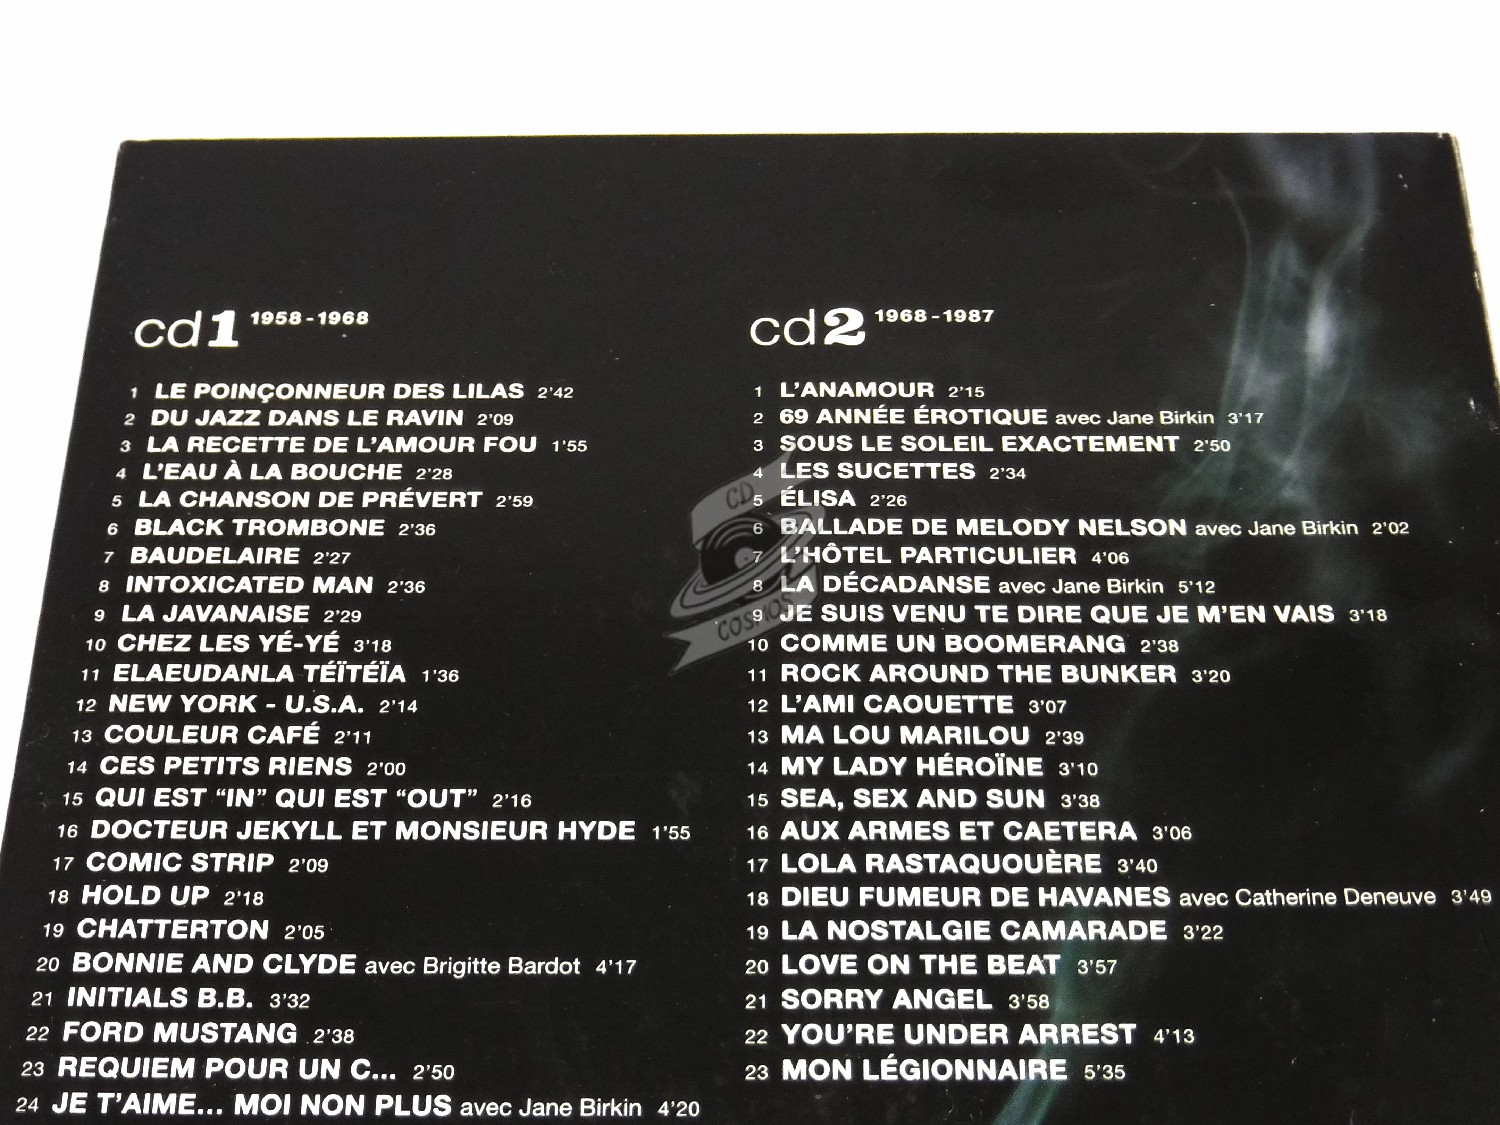 cd1 1958-1968
1 LE POINÇONNEUR DES LILAS 2'42
2 DU JAZZ DANS LE RAVIN 2'09
3 LA RECETTE DE L'AMOUR FOU 1'55
4 L'EAU À LA BOUCHE 2'28
5 LA CHANSON DE PRÉVERT 2'59
6 BLACK TROMBONE 2'36
7 BAUDELAIRE 2'27
8 INTOXICATED MAN 2'36
9 LA JAVANAISE 2'29
10 CHEZ LES YÉ-YÉ 3'18
11 ELAEUDANLA TÉÏTÉÏA 1'36
12 NEW YORK - U.S.A. 2'14
13 COULEUR CAFÉ 2'11
14 CES PETITS RIENS 2'00
15 QUI EST “IN” QUI EST “OUT” 2'16
16 DOCTEUR JEKYLL ET MONSIEUR HYDE 1'55
17 COMIC STRIP 2'09
18 HOLD UP 2'18
19 CHATTERTON 2'05
20 BONNIE AND CLYDE avec Brigitte Bardot 4'17
21 INITIALS B.B. 3'32
22 FORD MUSTANG 2'38
23 REQUIEM POUR UN C... 2'50
24 JE T'AIME... MOI NON PLUS avec Jane Birkin 4'20
cd2 1968-1987
1 L'ANAMOUR 2'15
2 69 ANNÉE ÉROTIQUE avec Jane Birkin 3'17
3 SOUS LE SOLEIL EXACTEMENT 2'50
4 LES SUCETTES 2'34
5 ÉLISA 2'26
6 BALLADE DE MELODY NELSON avec Jane Birkin 2'02
7 L'HÔTEL PARTICULIER 4'06
8 LA DÉCADANSE avec Jane Birkin 5'12
9 JE SUIS VENU TE DIRE QUE JE M'EN VAIS 3'18
10 COMME UN BOOMERANG 2'38
11 ROCK AROUND THE BUNKER 3'20
12 L'AMI CAOUETTE 3'07
13 MA LOU MARILOU 2'39
14 MY LADY HÉROÏNE 3'10
15 SEA, SEX AND SUN 3'38
16 AUX ARMES ET CAETERA 3'06
17 LOLA RASTAQUOUÈRE 3'40
18 DIEU FUMEUR DE HAVANES avec Catherine Deneuve 3'49
19 LA NOSTALGIE CAMARADE 3'22
20 LOVE ON THE BEAT 3'57
21 SORRY ANGEL 3'58
22 YOU'RE UNDER ARREST 4'13
23 MON LÉGIONNAIRE 5'35
CD
COSMOS